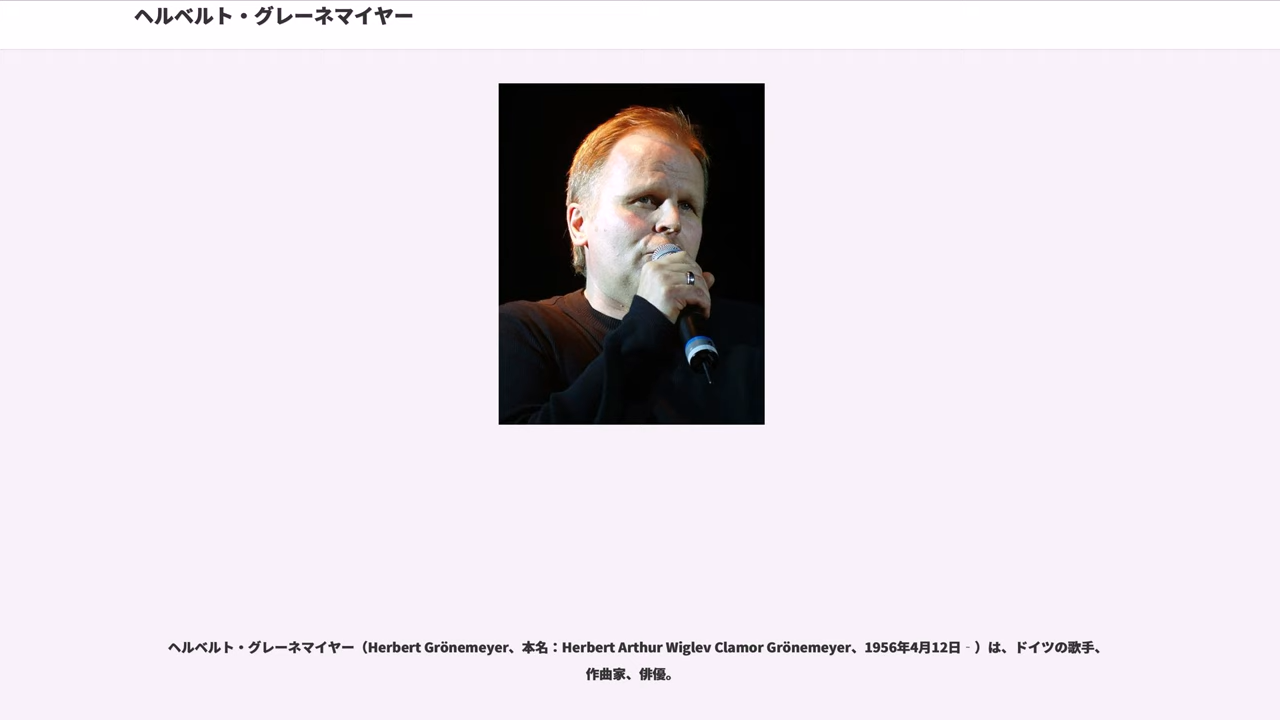 ヘルベルト・グレーネマイヤー
ヘルベルト・グレーネマイヤー（Herbert Grönemeyer、本名：Herbert Arthur Wiglev Clamor Grönemeyer、1956年4月12日 - ）は、ドイツの歌手、
作曲家、俳優。